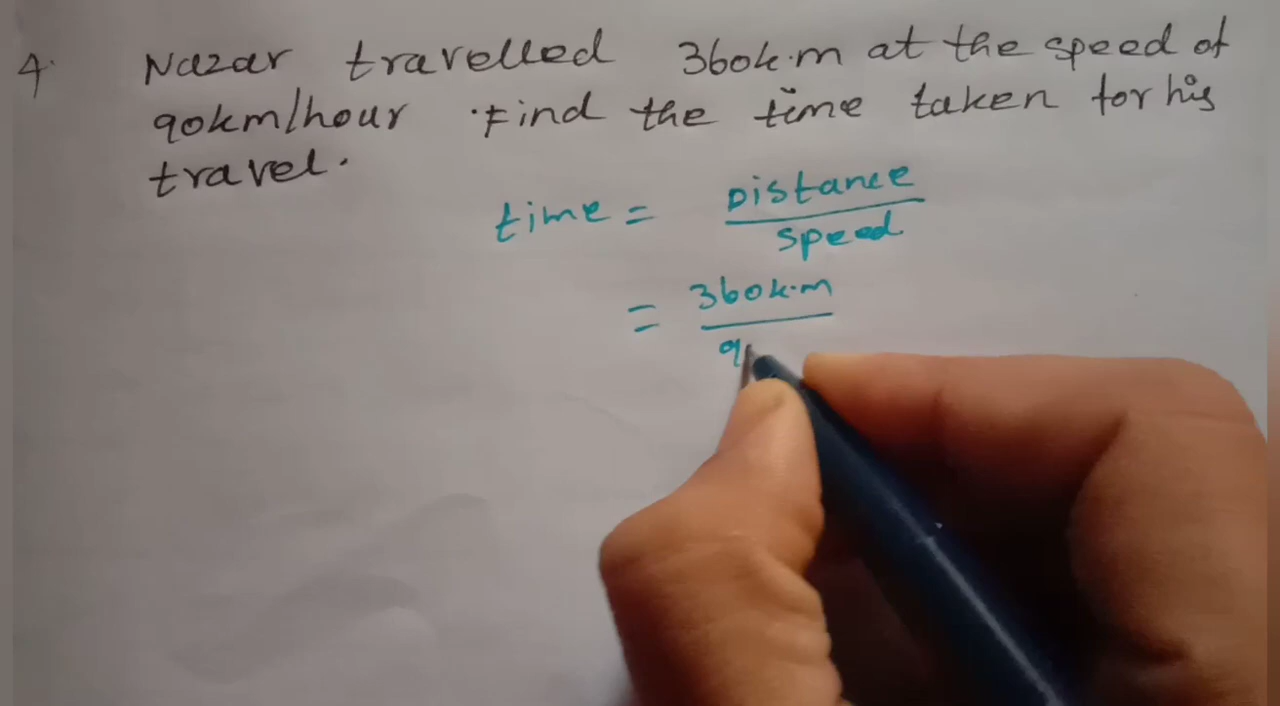 4. Nazar travelled 360k.m at the speed of
90km/hour . Find the time taken for his
travel.
time = Distance
speed
= 360k.m
9